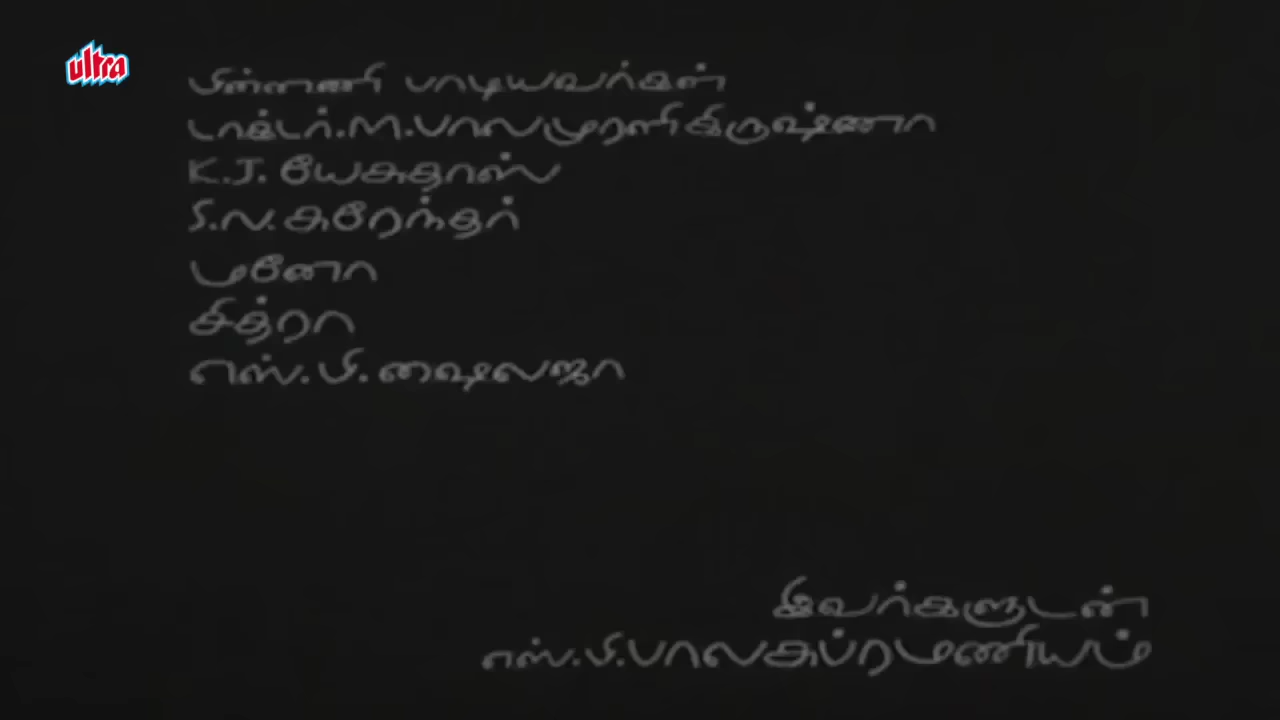 ultra
பின்னணி பாடியவர்கள்
டாக்டர்.M.பாலமுரளிகிருஷ்ணா
K.J. யேசுதாஸ்
S.N.சுரேந்தர்
மனோ
சித்ரா
எஸ்.பி.ஷைலஜா
இவர்களுடன்
எஸ்.பி.பாலசுப்ரமணியம்